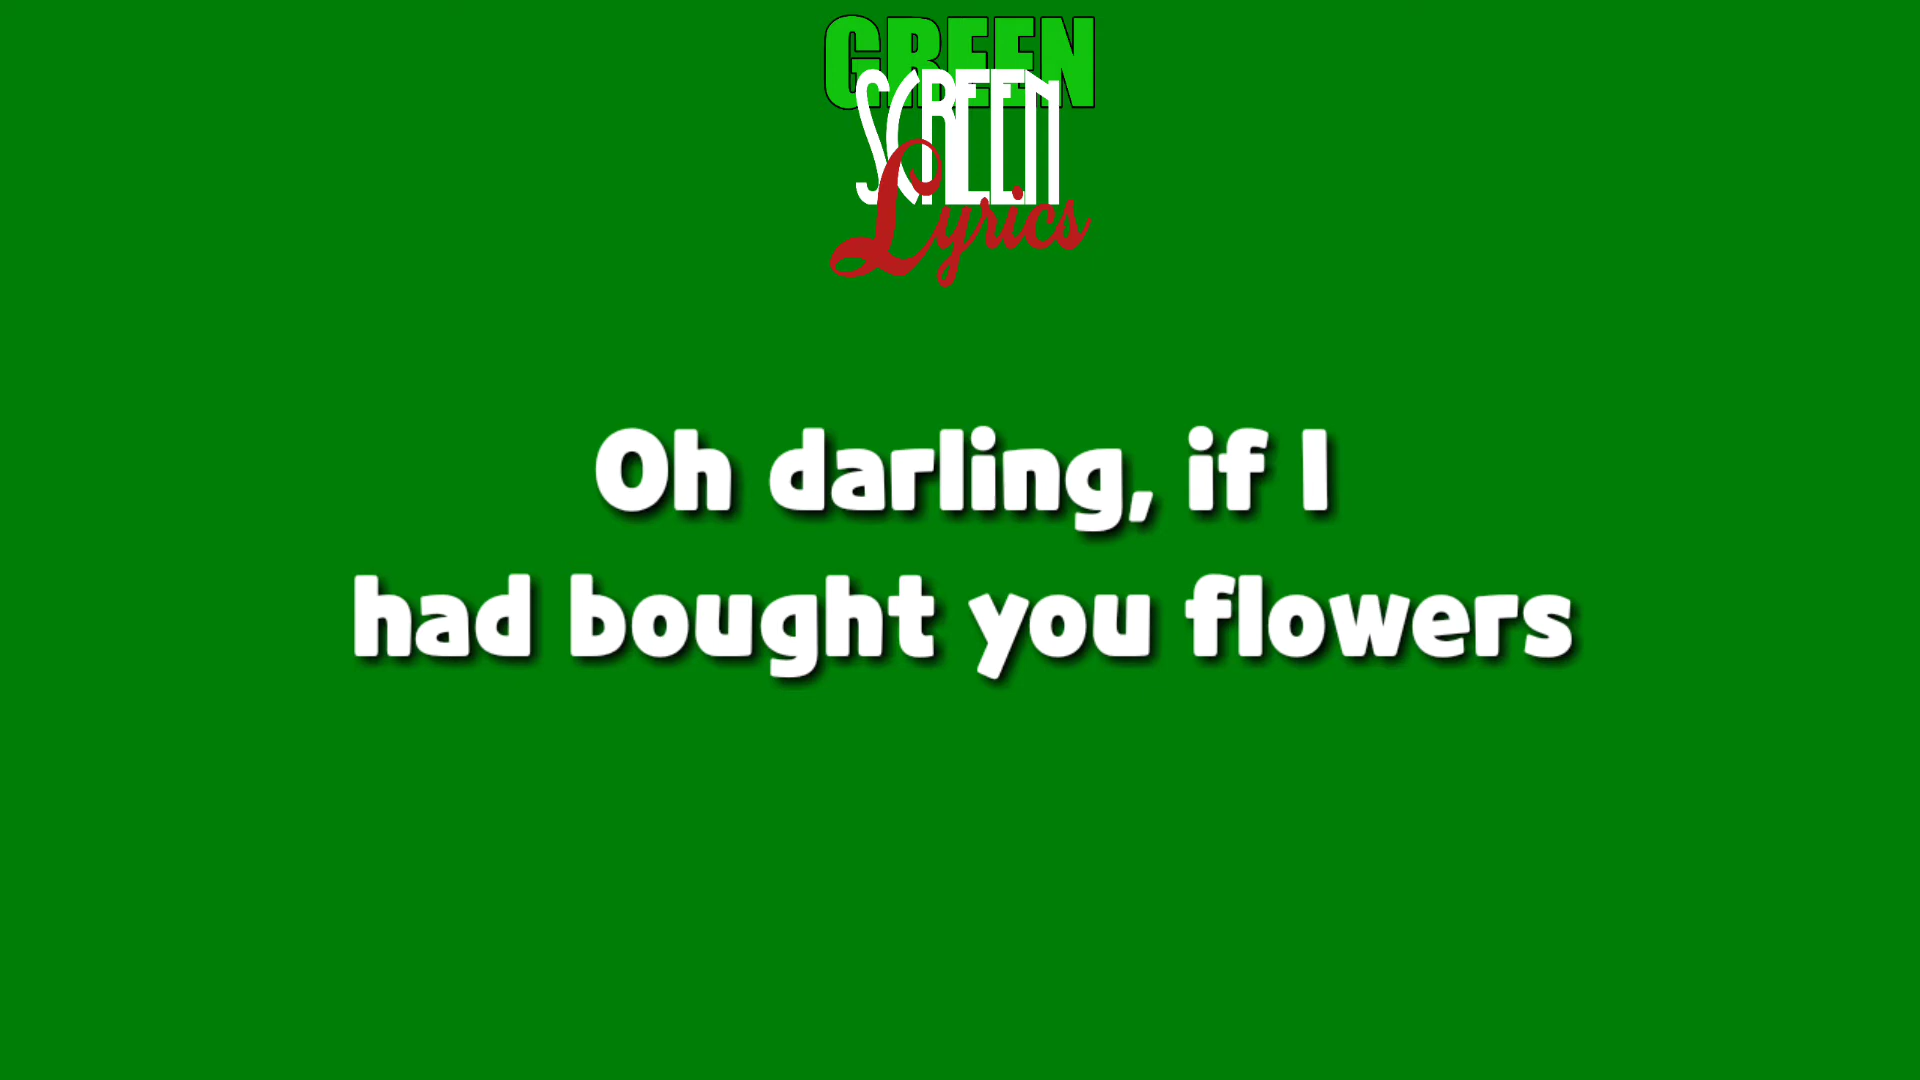 GREEN
SCREEN
Lyrics
Oh darling, if I
had bought you flowers